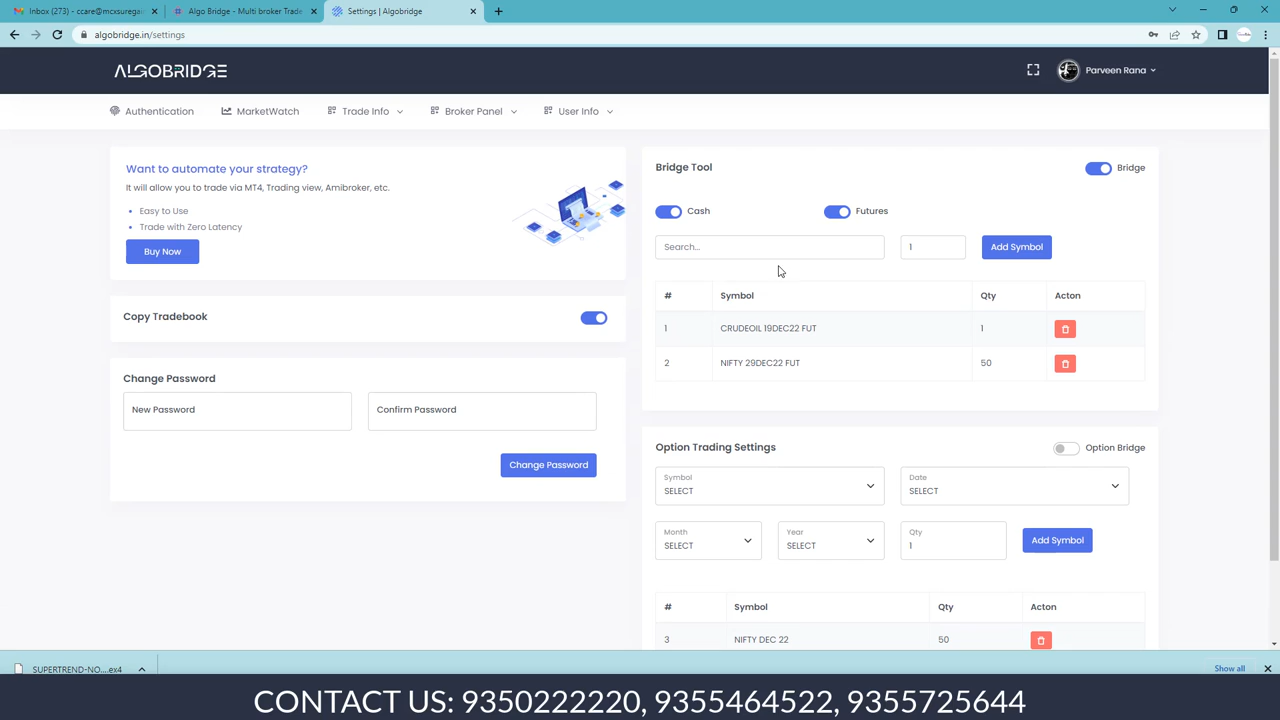 Inbox (273) - ccare@mcxsuregai
Algo Bridge - Multi broker Trade
Settings | Algobridge
algobridge.in/settings
ALGOBRIDGE
Parveen Rana
Authentication
MarketWatch
Trade Info
Broker Panel
User Info
Want to automate your strategy?
It will allow you to trade via MT4, Trading view, Amibroker, etc.
Easy to Use
Trade with Zero Latency
Buy Now
Copy Tradebook
Change Password
New Password
Confirm Password
Change Password
Bridge Tool
Bridge
Cash
Futures
Search...
1
Add Symbol
# Symbol Qty Acton
1 CRUDEOIL 19DEC22 FUT 1
2 NIFTY 29DEC22 FUT 50
Option Trading Settings
Option Bridge
Symbol
SELECT
Date
SELECT
Month
SELECT
Year
SELECT
Qty
1
Add Symbol
# Symbol Qty Acton
3 NIFTY DEC 22 50
SUPERTREND-NO....ex4
Show all
CONTACT US: 9350222220, 9355464522, 9355725644